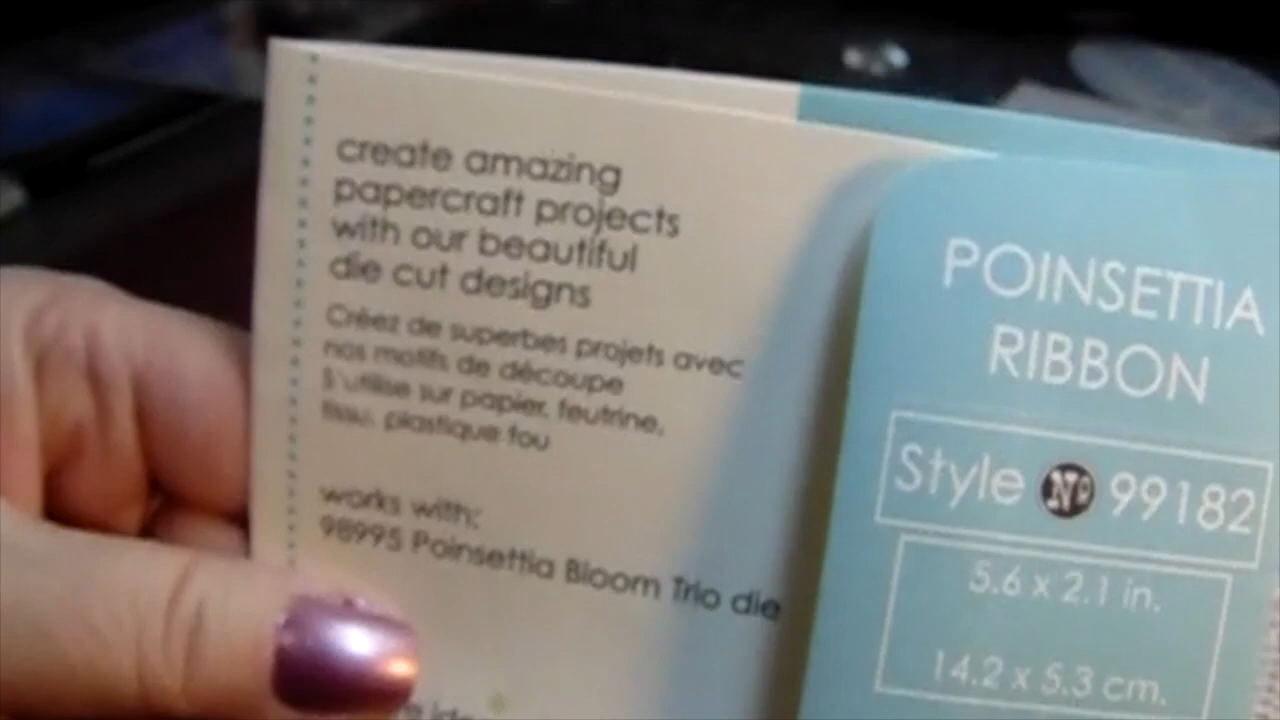 create amazing
papercraft projects
with our beautiful
die cut designs
Créez de superbes projets avec
nos motifs de découpe
S'utilise sur papier, feutrine,
tissu, plastique fou
works with:
98995 Poinsettia Bloom Trio die
POINSETTIA
RIBBON
Style No 99182
5.6 x 2.1 in.
14.2 x 5.3 cm.